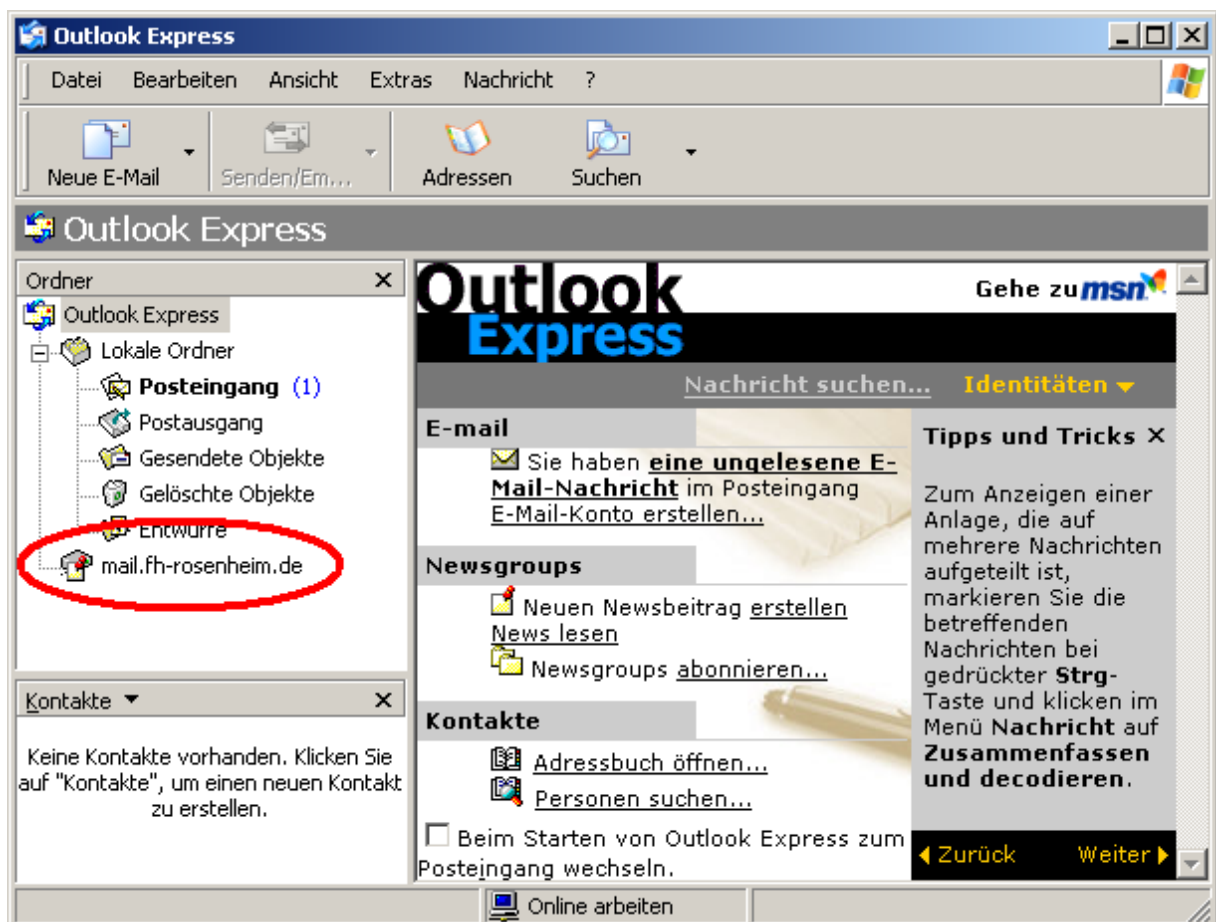 Outlook Express
Datei Bearbeiten Ansicht Extras Nachricht ?
Neue E-Mail Senden/Em... Adressen Suchen
Outlook Express
Ordner
Outlook Express
Lokale Ordner
Posteingang (1)
Postausgang
Gesendete Objekte
Gelöschte Objekte
Entwürfe
mail.fh-rosenheim.de
Kontakte
Keine Kontakte vorhanden. Klicken Sie
auf "Kontakte", um einen neuen Kontakt
zu erstellen.
Outlook
Express
Gehe zu msn
Nachricht suchen... Identitäten
E-mail
Sie haben eine ungelesene E-
Mail-Nachricht im Posteingang
E-Mail-Konto erstellen...
Newsgroups
Neuen Newsbeitrag erstellen
News lesen
Newsgroups abonnieren...
Kontakte
Adressbuch öffnen...
Personen suchen...
Beim Starten von Outlook Express zum
Posteingang wechseln.
Tipps und Tricks
Zum Anzeigen einer
Anlage, die auf
mehrere Nachrichten
aufgeteilt ist,
markieren Sie die
betreffenden
Nachrichten bei
gedrückter Strg-
Taste und klicken im
Menü Nachricht auf
Zusammenfassen
und decodieren.
Zurück Weiter
Online arbeiten